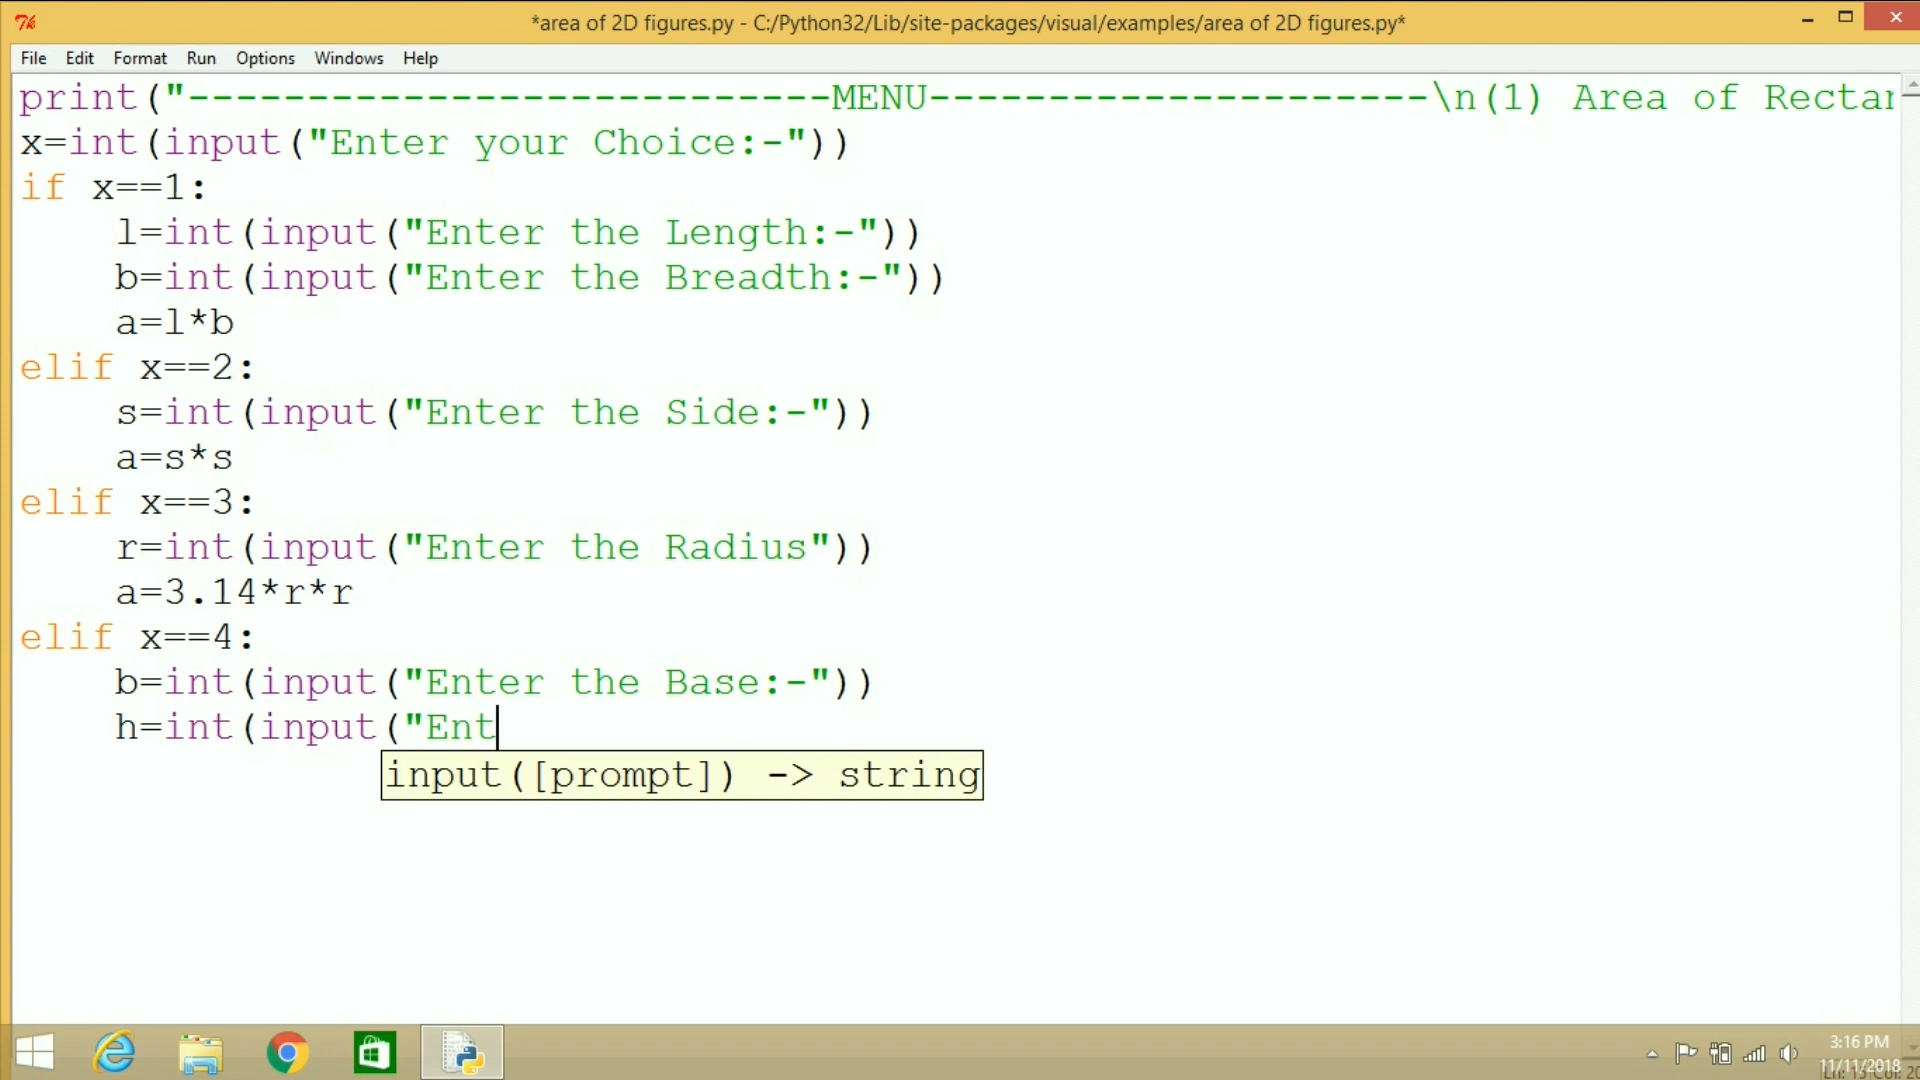 *area of 2D figures.py - C:/Python32/Lib/site-packages/visual/examples/area of 2D figures.py*
File Edit Format Run Options Windows Help
print("---------------------------MENU---------------------\n(1) Area of Rectan
x=int(input("Enter your Choice:-"))
if x==1:
    l=int(input("Enter the Length:-"))
    b=int(input("Enter the Breadth:-"))
    a=l*b
elif x==2:
    s=int(input("Enter the Side:-"))
    a=s*s
elif x==3:
    r=int(input("Enter the Radius"))
    a=3.14*r*r
elif x==4:
    b=int(input("Enter the Base:-"))
    h=int(input("Ent
input([prompt]) -> string
3:16 PM
11/11/2018